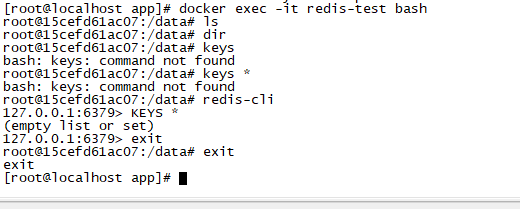 [root@localhost app]# docker exec -it redis-test bash
root@15cefd61ac07:/data# ls
root@15cefd61ac07:/data# dir
root@15cefd61ac07:/data# keys
bash: keys: command not found
root@15cefd61ac07:/data# keys *
bash: keys: command not found
root@15cefd61ac07:/data# redis-cli
127.0.0.1:6379> KEYS *
(empty list or set)
127.0.0.1:6379> exit
root@15cefd61ac07:/data# exit
exit
[root@localhost app]#